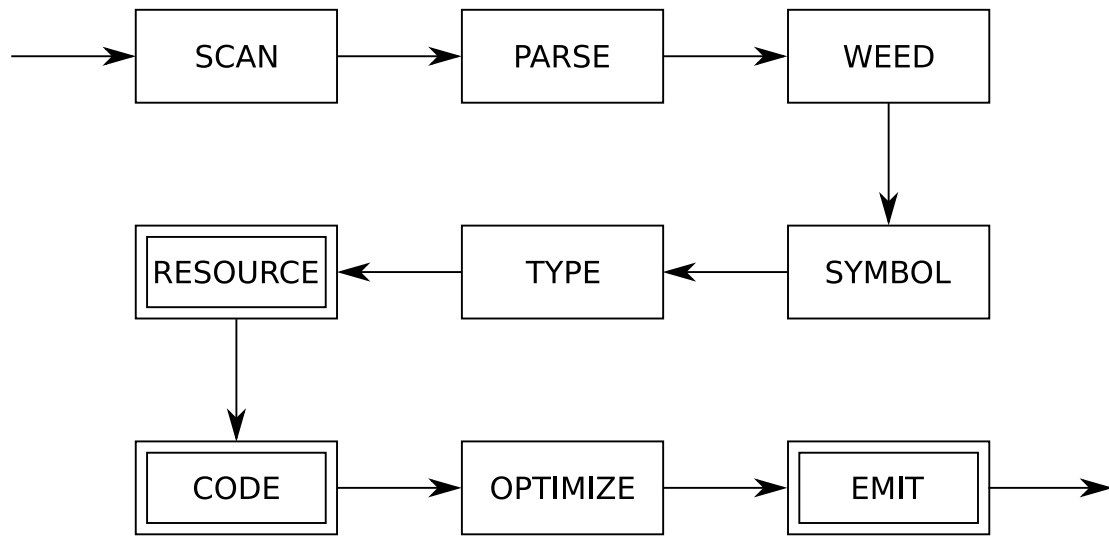 SCAN
PARSE
WEED
RESOURCE
TYPE
SYMBOL
CODE
OPTIMIZE
EMIT